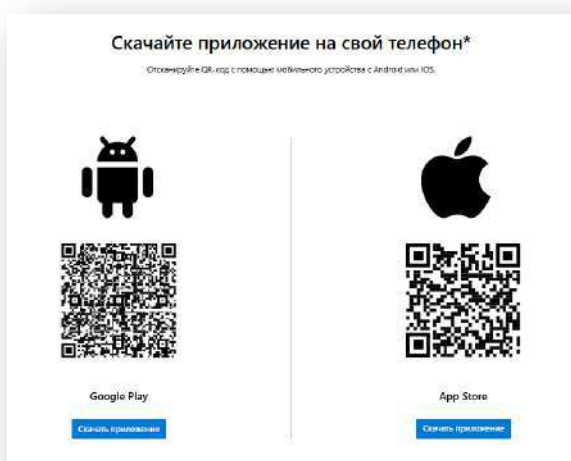 Скачайте приложение на свой телефон*
Отсканируйте QR-код с помощью мобильного устройства с Android или iOS.
Google Play
App Store
Скачать приложение
Скачать приложение